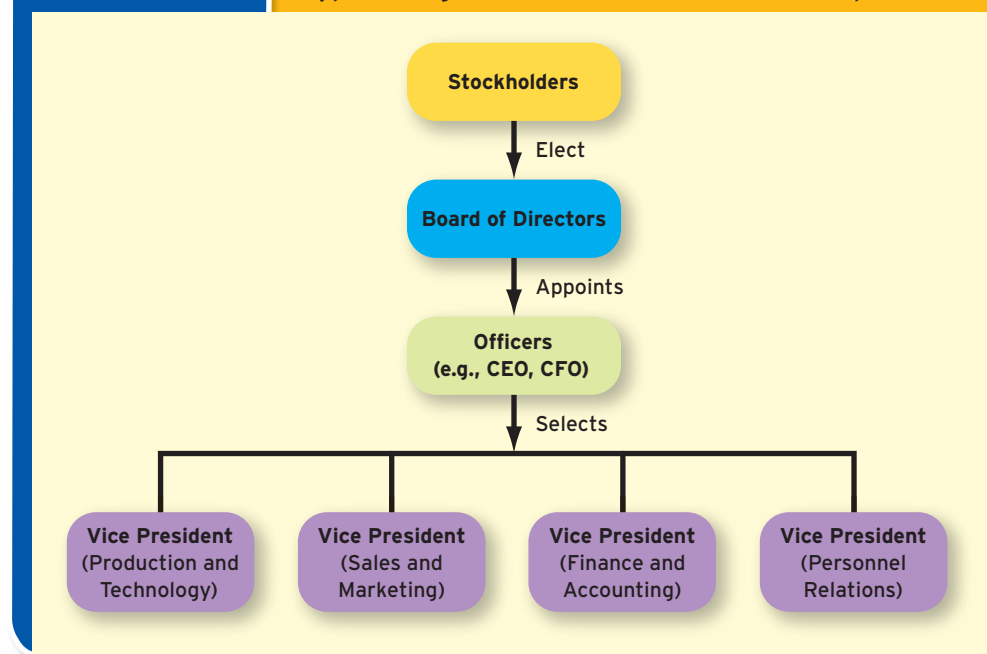 Stockholders
Elect
Board of Directors
Appoints
Officers
(e.g., CEO, CFO)
Selects
Vice President
(Production and
Technology)
Vice President
(Sales and
Marketing)
Vice President
(Finance and
Accounting)
Vice President
(Personnel
Relations)